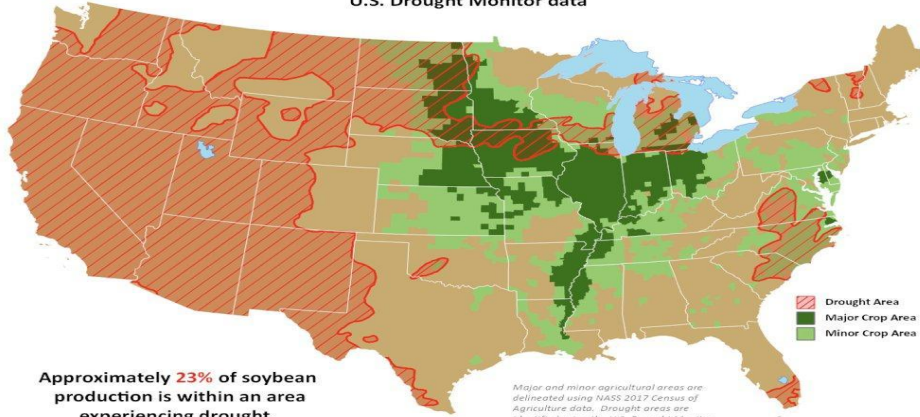 U.S. Drought Monitor data
Drought Area
Major Crop Area
Minor Crop Area
Approximately 23% of soybean
production is within an area
experiencing drought
Major and minor agricultural areas are
delineated using NASS 2017 Census of
Agriculture data. Drought areas are